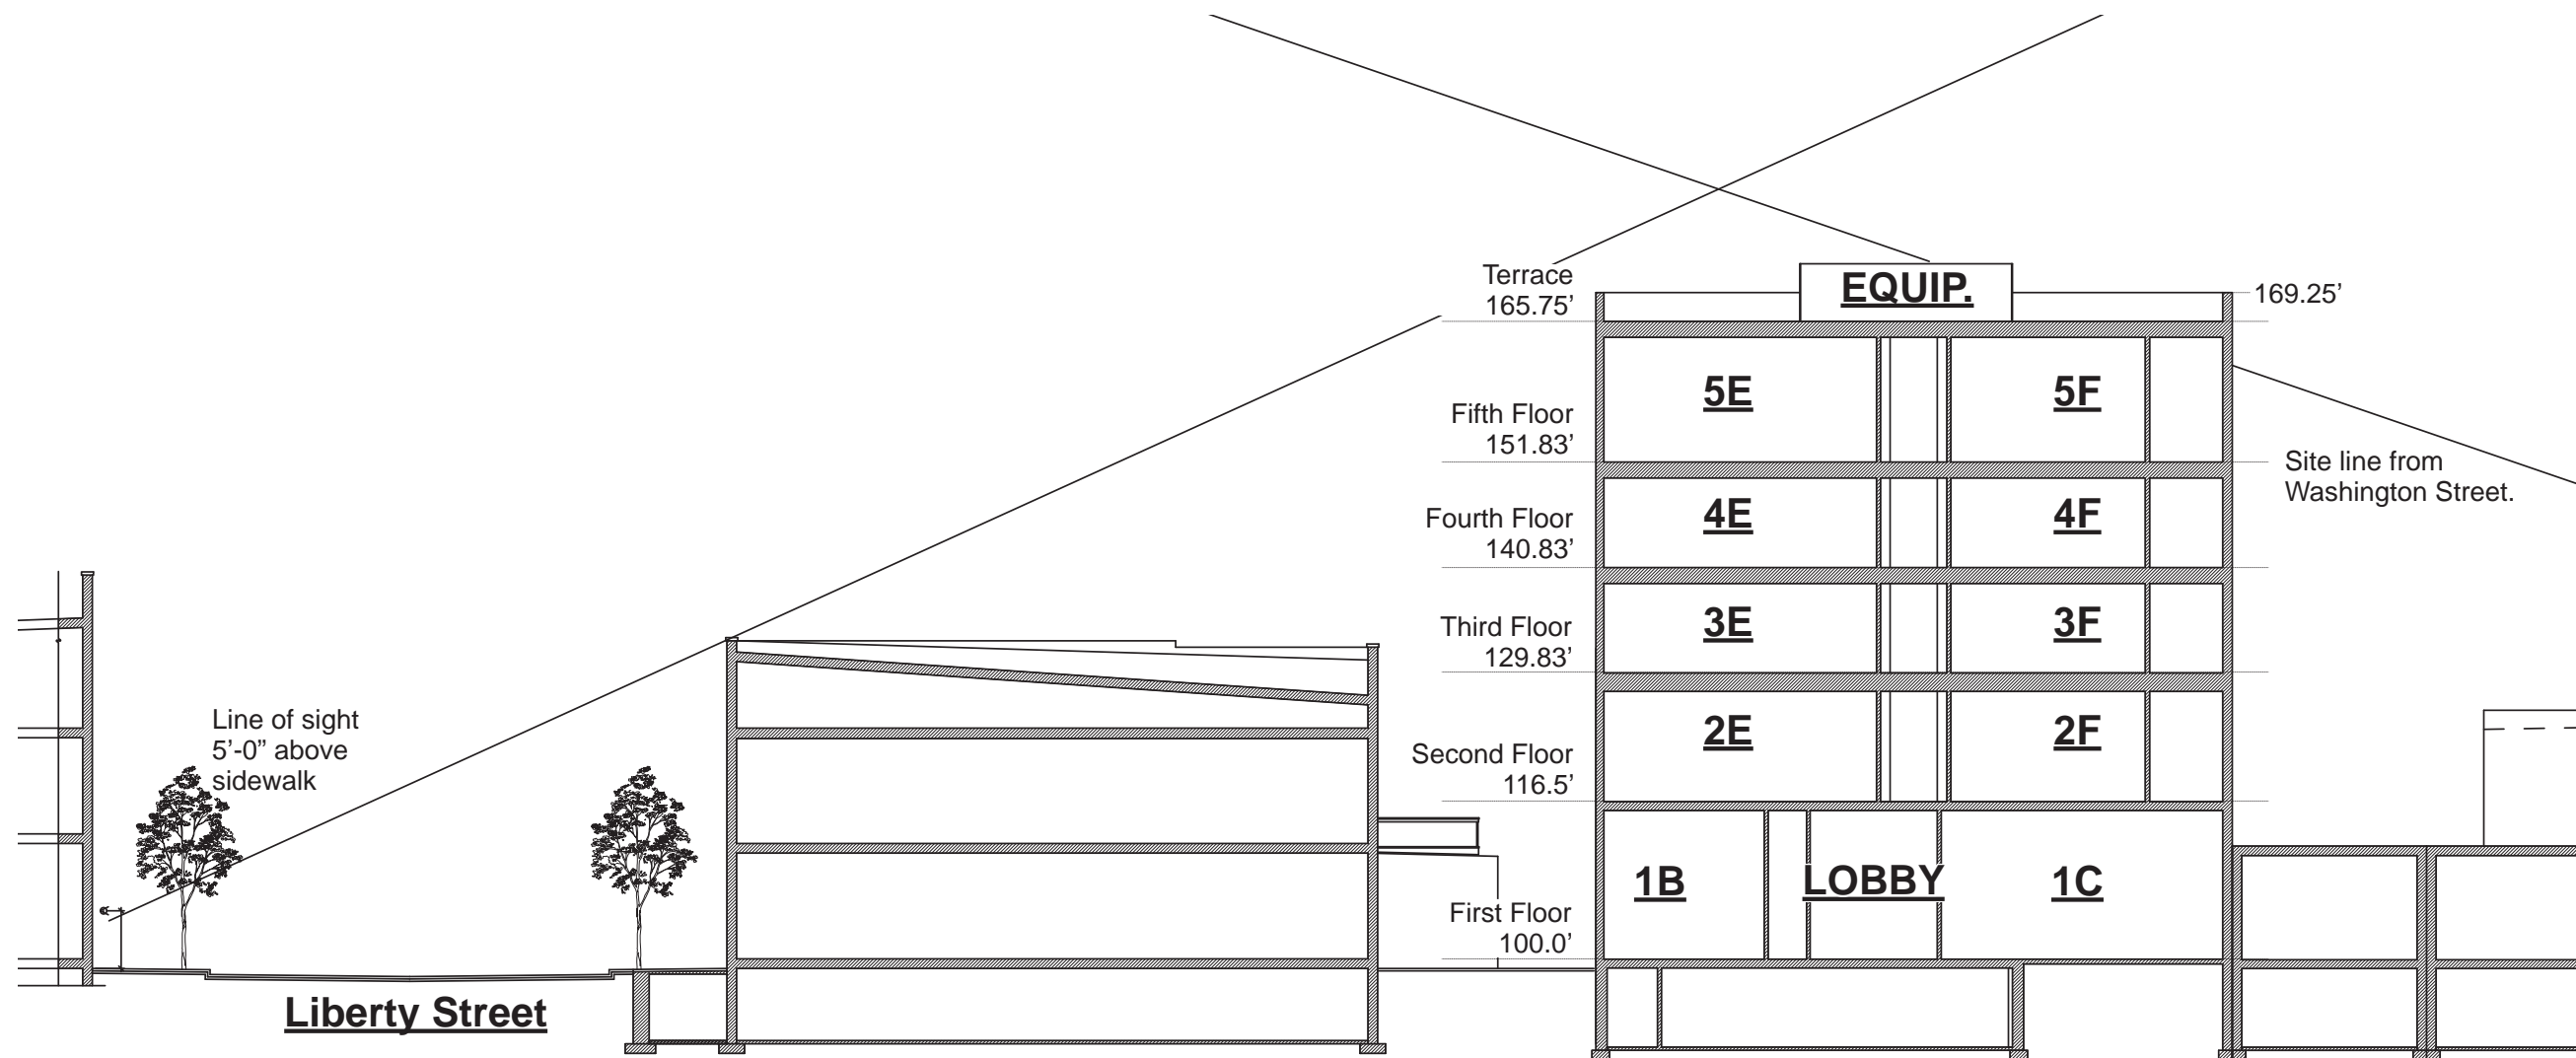 Terrace
165.75’
EQUIP.
169.25’
5E
5F
Fifth Floor
151.83’
Site line from
Washington Street.
4E
4F
Fourth Floor
140.83’
3E
3F
Third Floor
129.83’
Line of sight
5’-0” above
sidewalk
2E
2F
Second Floor
116.5’
1B
LOBBY
1C
First Floor
100.0’
Liberty Street